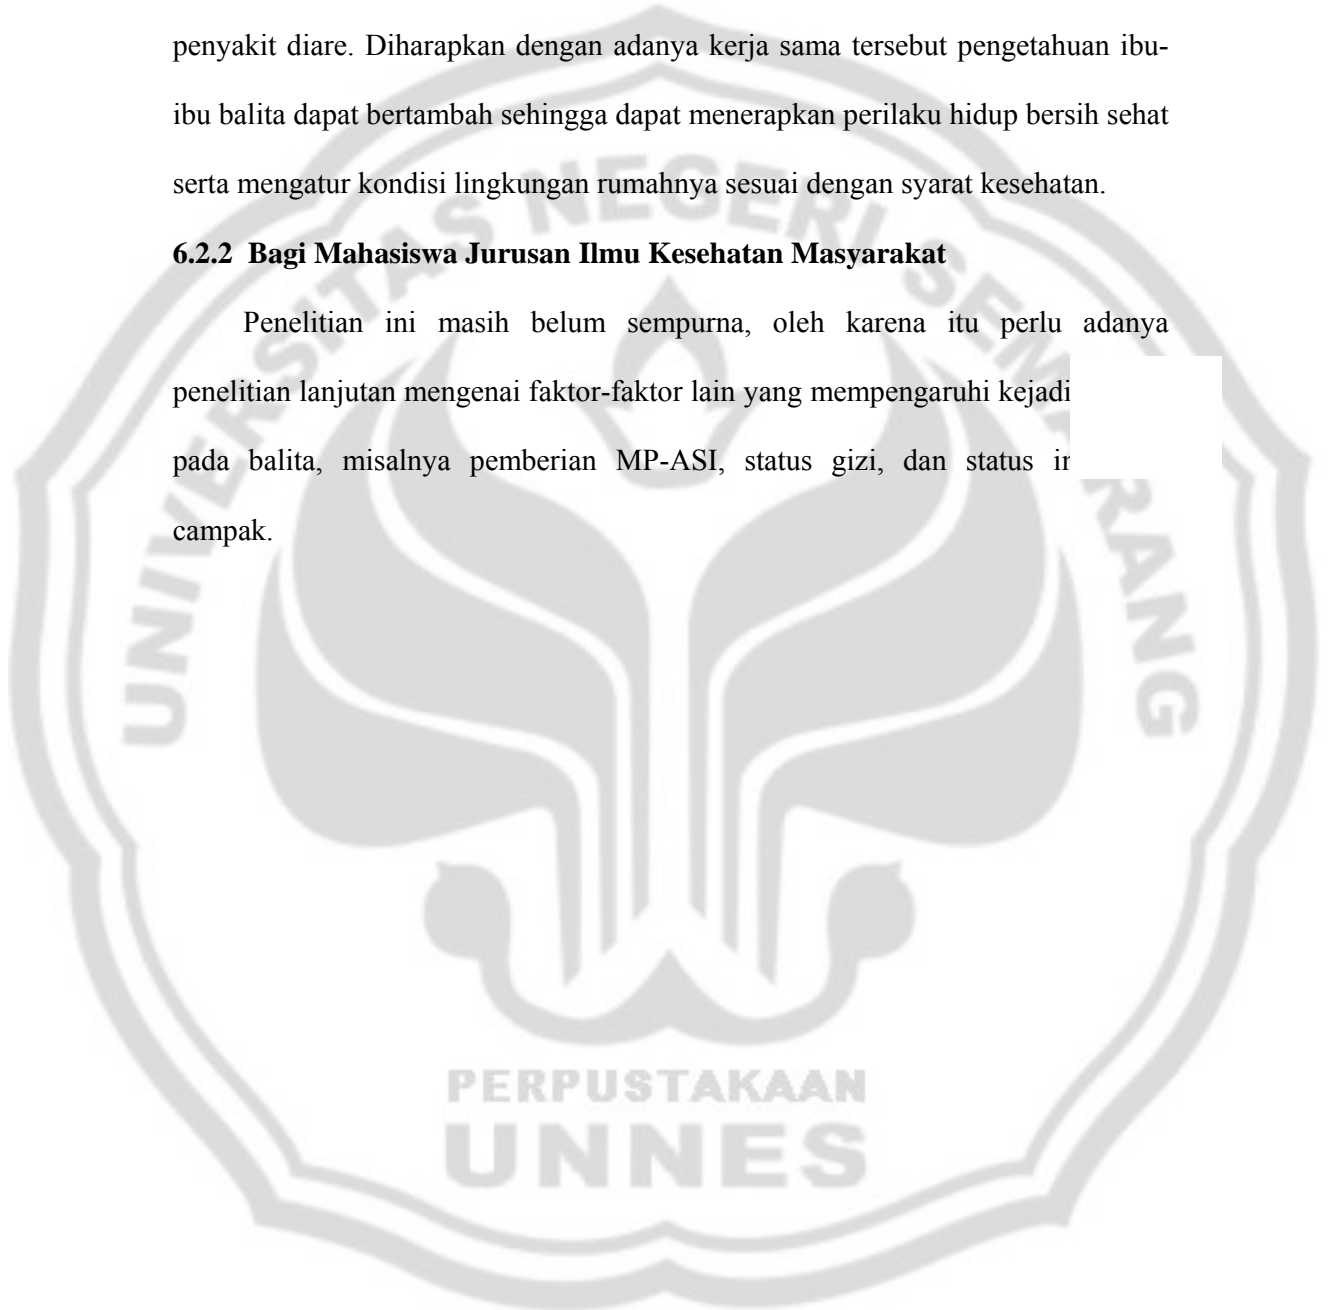 penyakit diare. Diharapkan dengan adanya kerja sama tersebut pengetahuan ibu-
ibu balita dapat bertambah sehingga dapat menerapkan perilaku hidup bersih sehat
serta mengatur kondisi lingkungan rumahnya sesuai dengan syarat kesehatan.
6.2.2 Bagi Mahasiswa Jurusan Ilmu Kesehatan Masyarakat
Penelitian ini masih belum sempurna, oleh karena itu perlu adanya
penelitian lanjutan mengenai faktor-faktor lain yang mempengaruhi
pada balita, misalnya pemberian MP-ASI, status gizi, dan status
campak.
UNIVERSITAS NEGERI SEMARANG
PERPUSTAKAAN
UNNES